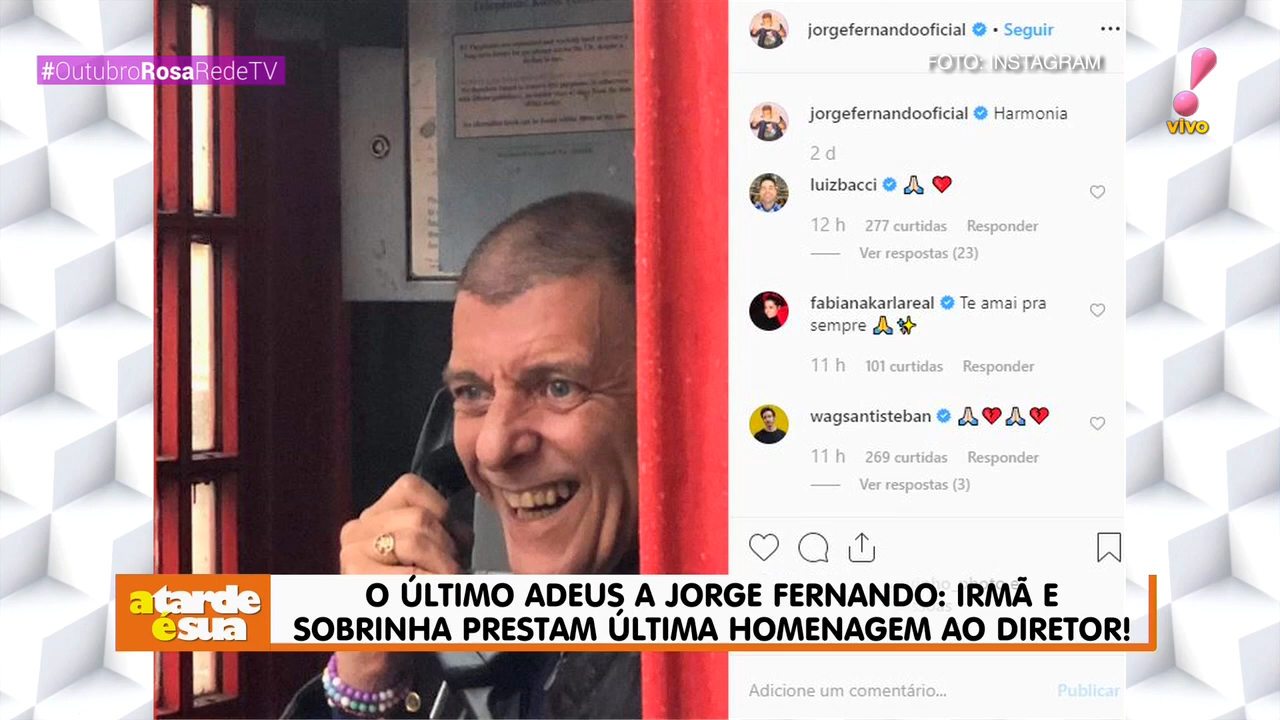 #OutubroRosaRedeTV
jorgefernandooficial • Seguir
FOTO: INSTAGRAM
vivo
jorgefernandooficial Harmonia
2 d
luizbacci 🙏🏻 ❤️
12 h 277 curtidas Responder
Ver respostas (23)
fabianakarlareal Te amai pra
sempre 🙏✨
11 h 101 curtidas Responder
wagsantisteban 🙏🏻💔🙏🏻💔
11 h 269 curtidas Responder
Ver respostas (3)
a tarde
é sua
O ÚLTIMO ADEUS A JORGE FERNANDO: IRMÃ E
SOBRINHA PRESTAM ÚLTIMA HOMENAGEM AO DIRETOR!
Adicione um comentário... Publicar